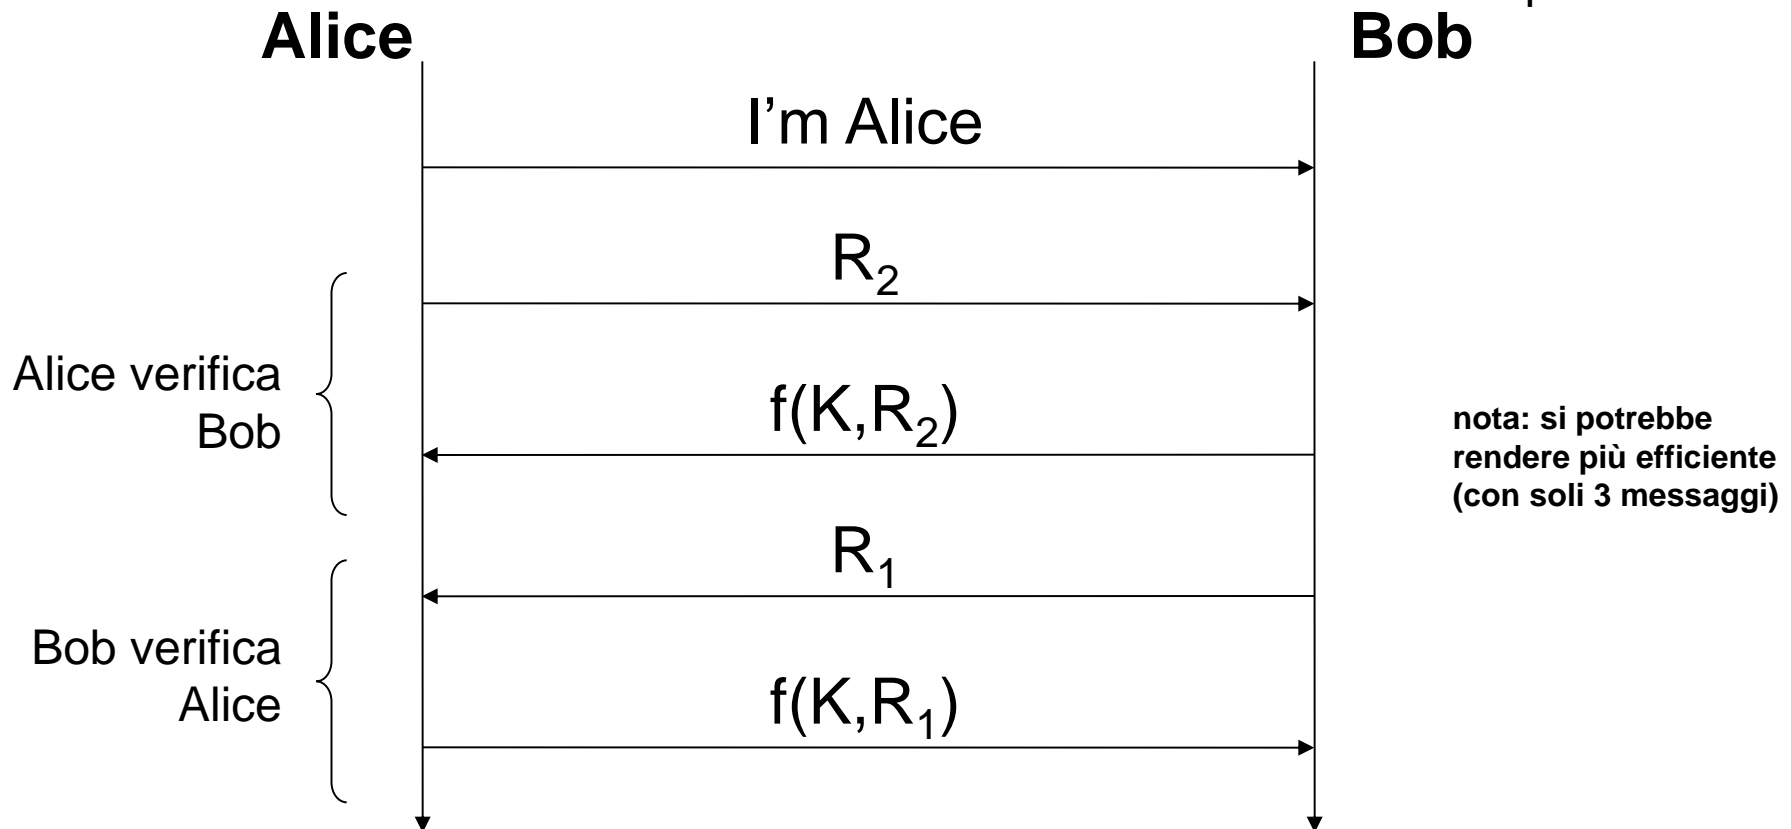 Alice
Bob
I'm Alice
R₂
Alice verifica
Bob
f(K,R₂)
nota: si potrebbe
rendere più efficiente
(con soli 3 messaggi)
R₁
Bob verifica
Alice
f(K,R₁)